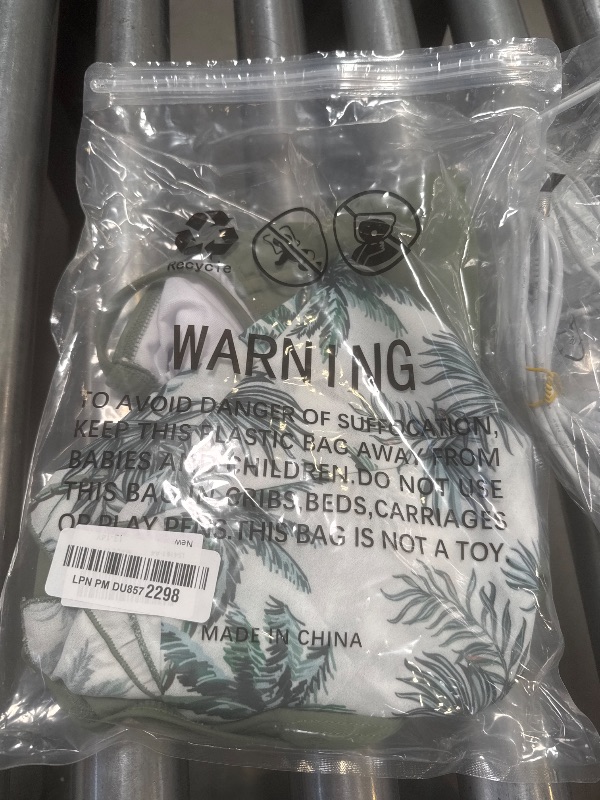 Recycle
WARNING
TO AVOID DANGER OF SUFFOCATION,
KEEP THIS PLASTIC BAG AWAY FROM
BABIES AND CHILDREN.DO NOT USE
THIS BAG IN CRIBS,BEDS,CARRIAGES
OR PLAY PENS.THIS BAG IS NOT A TOY.
New
LPN PM DU857 2298
MADE IN CHINA